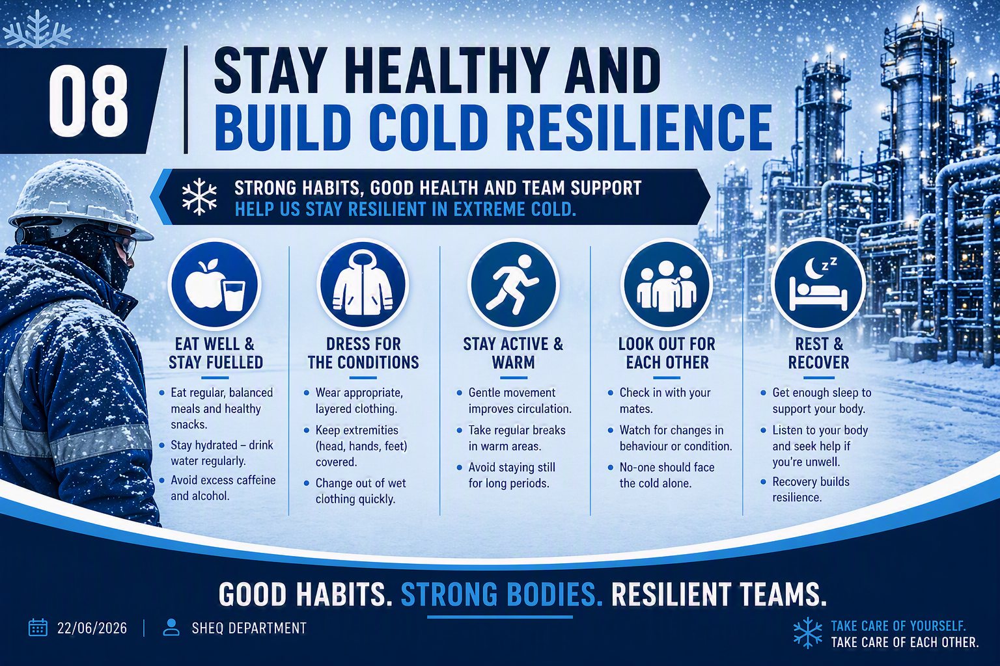 08
STAY HEALTHY AND
BUILD COLD RESILIENCE
STRONG HABITS, GOOD HEALTH AND TEAM SUPPORT
HELP US STAY RESILIENT IN EXTREME COLD.
EAT WELL &
STAY FUELLED
• Eat regular, balanced
meals and healthy
snacks.
• Stay hydrated – drink
water regularly.
• Avoid excess caffeine
and alcohol.
DRESS FOR
THE CONDITIONS
• Wear appropriate,
layered clothing.
• Keep extremities
(head, hands, feet)
covered.
• Change out of wet
clothing quickly.
STAY ACTIVE &
WARM
• Gentle movement
improves circulation.
• Take regular breaks
in warm areas.
• Avoid staying still
for long periods.
LOOK OUT FOR
EACH OTHER
• Check in with your
mates.
• Watch for changes in
behaviour or condition.
• No-one should face
the cold alone.
zz
REST &
RECOVER
• Get enough sleep to
support your body.
• Listen to your body
and seek help if
you're unwell.
• Recovery builds
resilience.
GOOD HABITS. STRONG BODIES. RESILIENT TEAMS.
22/06/2026 | SHEQ DEPARTMENT
TAKE CARE OF YOURSELF.
TAKE CARE OF EACH OTHER.